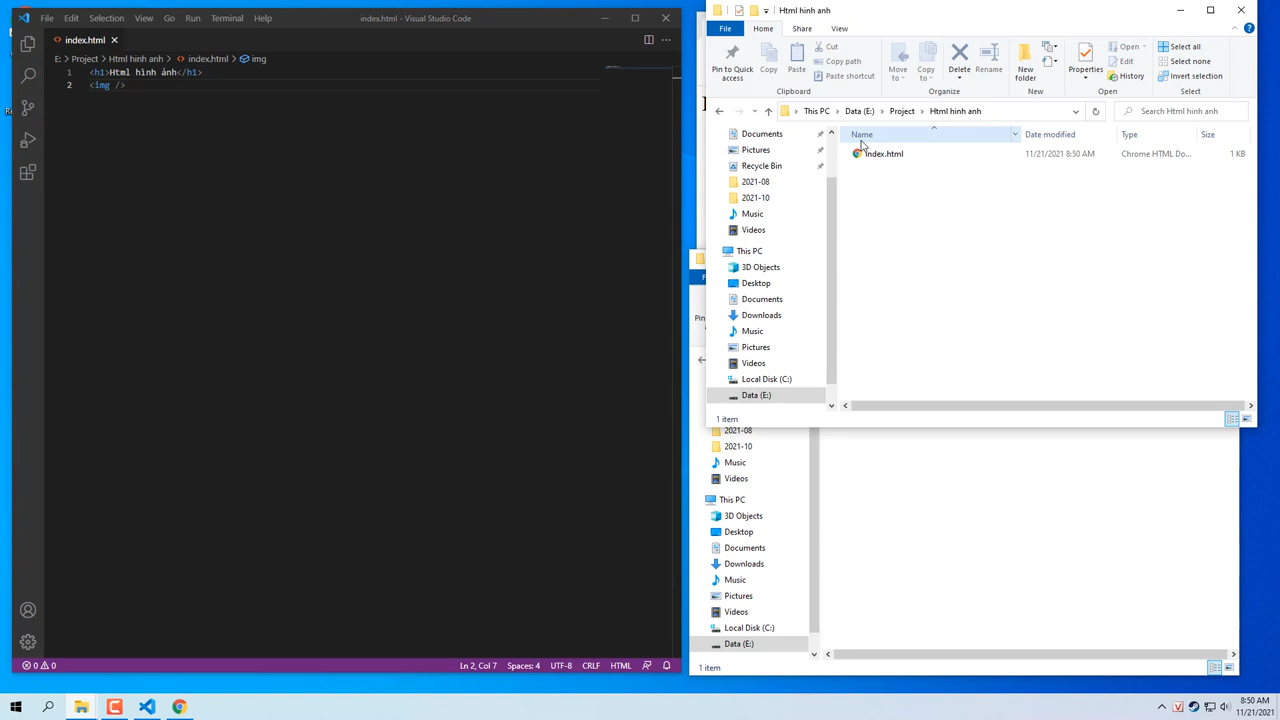 File Edit Selection View Go Run Terminal Help
index.html - Visual Studio Code
index.html
E: > Project > Html hinh anh > index.html > img
1 <h1>Html hình ảnh</h1>
2 <img />
0 0
Ln 2, Col 7 Spaces: 4 UTF-8 CRLF HTML
Html hinh anh
File Home Share View
Pin to Quick access
Copy
Paste
Cut
Copy path
Paste shortcut
Clipboard
Move to
Copy to
Delete
Rename
Organize
New folder
New
Properties
Open
Edit
History
Open
Select all
Select none
Invert selection
Select
This PC > Data (E:) > Project > Html hinh anh
Search Html hinh anh
Name Date modified Type Size
index.html 11/21/2021 8:50 AM Chrome HTML Do... 1 KB
Documents
Pictures
Recycle Bin
2021-08
2021-10
Music
Videos
This PC
3D Objects
Desktop
Documents
Downloads
Music
Pictures
Videos
Local Disk (C:)
Data (E:)
1 item
2021-08
2021-10
Music
Videos
This PC
3D Objects
Desktop
Documents
Downloads
Music
Pictures
Videos
Local Disk (C:)
Data (E:)
1 item
8:50 AM
11/21/2021